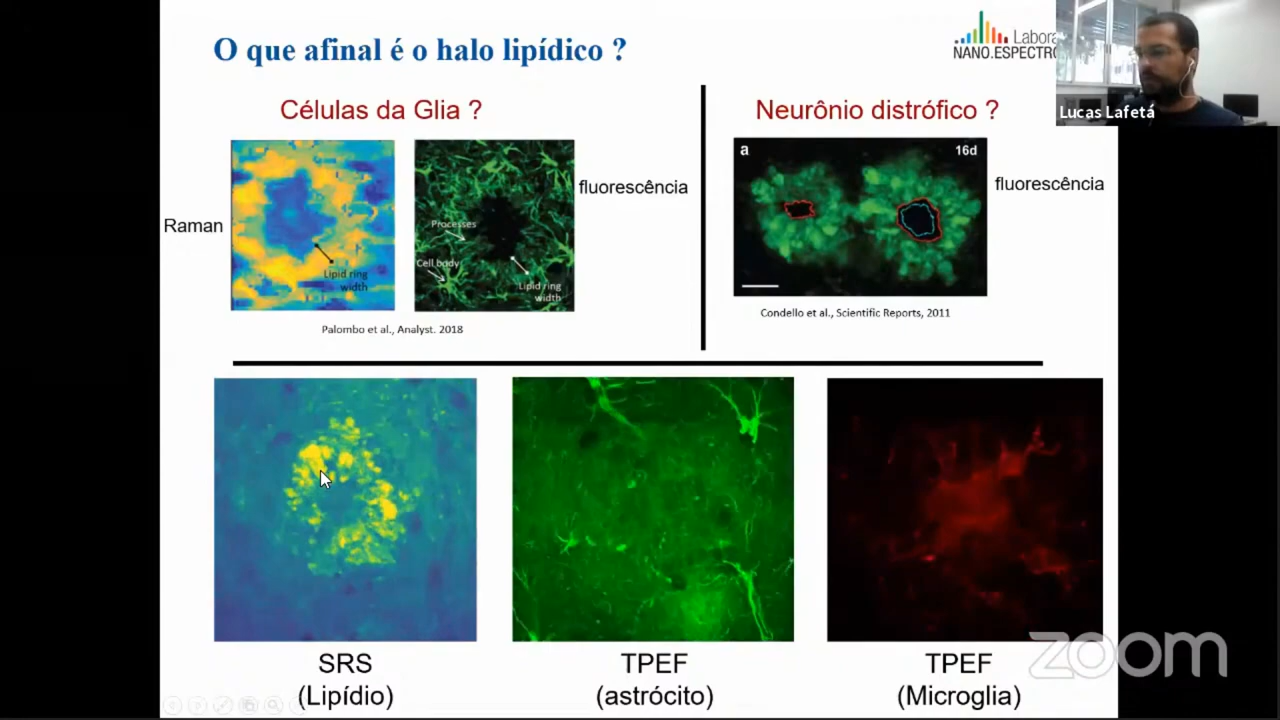 O que afinal é o halo lipídico ?
Labora
NANO.ESPECTRO
Lucas Lafetá
Células da Glia ?
Neurônio distrófico ?
Raman
Lipid ring
width
Processes
Cell body
Lipid ring
width
fluorescência
a
16d
fluorescência
Palombo et al., Analyst. 2018
Condello et al., Scientific Reports, 2011
SRS
(Lipídio)
TPEF
(astrócito)
TPEF
(Microglia)
zoom